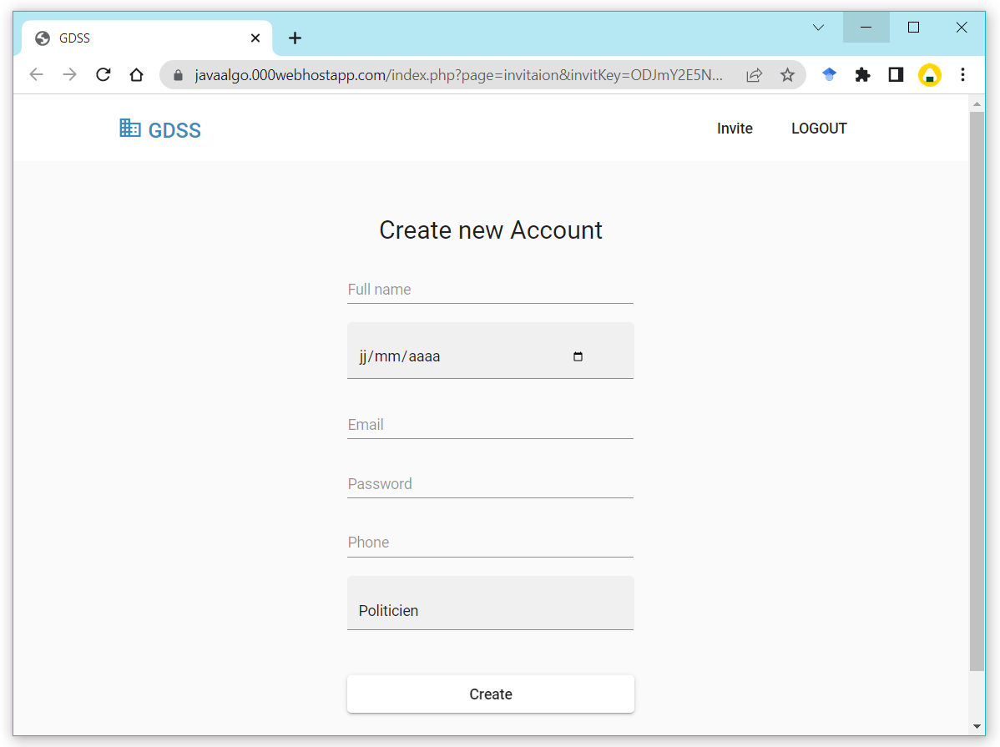 GDSS
javaalgo.000webhostapp.com/index.php?page=invitaion&invitKey=ODJmY2E5N...
GDSS
Invite
LOGOUT
Create new Account
Full name
jj/mm/aaaa
Email
Password
Phone
Politicien
Create